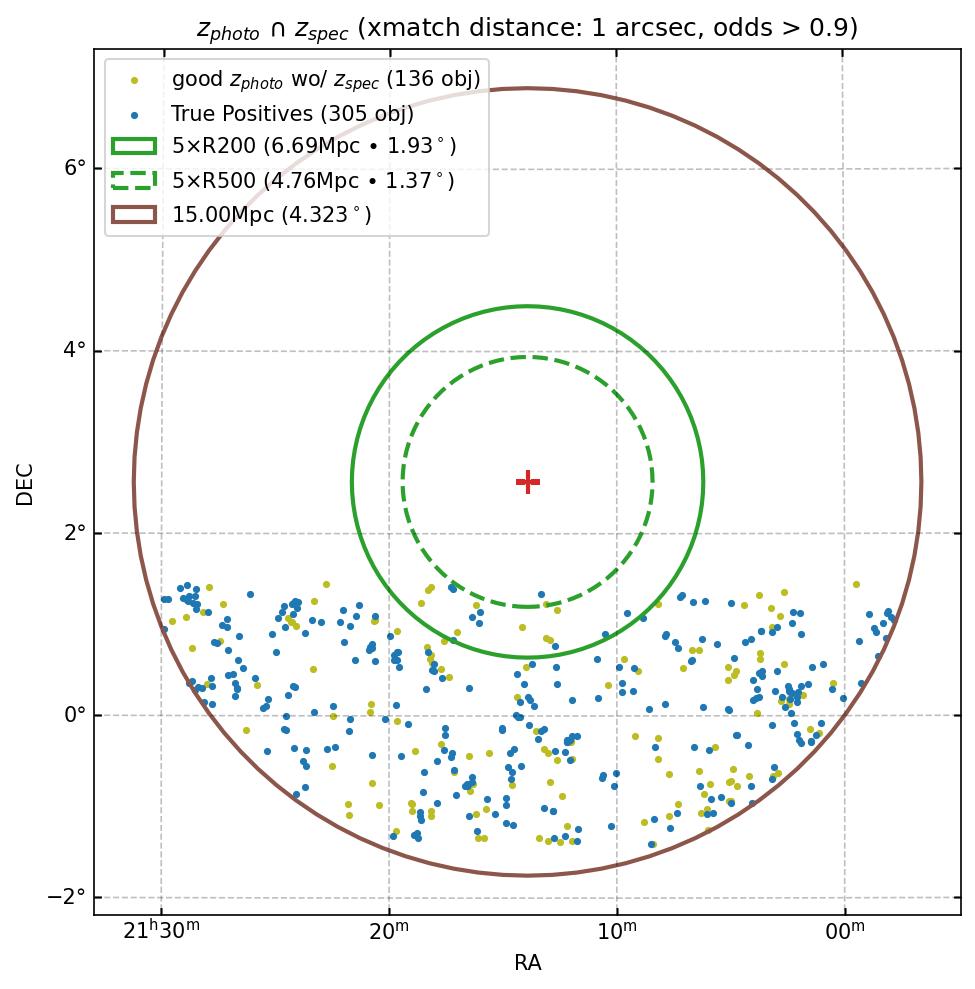 z_photo ∩ z_spec (xmatch distance: 1 arcsec, odds > 0.9)
good z_photo wo/ z_spec (136 obj)
True Positives (305 obj)
5×R200 (6.69Mpc • 1.93°)
5×R500 (4.76Mpc • 1.37°)
15.00Mpc (4.323°)
6°
4°
2°
0°
−2°
DEC
21ʰ30ᵐ 20ᵐ 10ᵐ 00ᵐ
RA